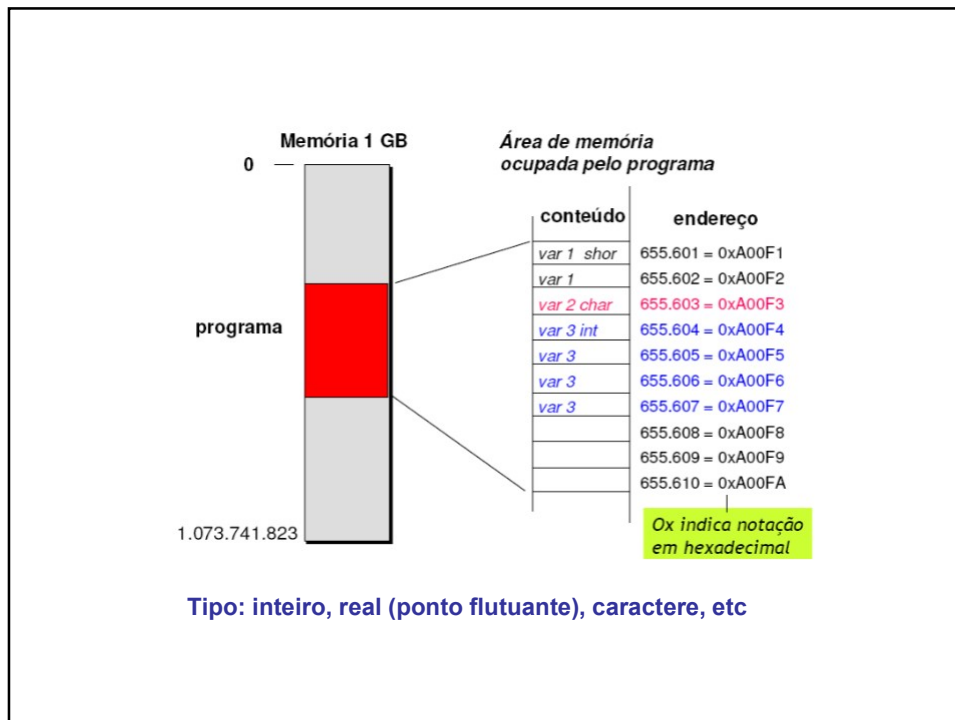 Memória 1 GB
0
programa
1.073.741.823
Área de memória
ocupada pelo programa
conteúdo endereço
var 1 shor 655.601 = 0xA00F1
var 1 655.602 = 0xA00F2
var 2 char 655.603 = 0xA00F3
var 3 int 655.604 = 0xA00F4
var 3 655.605 = 0xA00F5
var 3 655.606 = 0xA00F6
var 3 655.607 = 0xA00F7
655.608 = 0xA00F8
655.609 = 0xA00F9
655.610 = 0xA00FA
Ox indica notação
em hexadecimal
Tipo: inteiro, real (ponto flutuante), caractere, etc